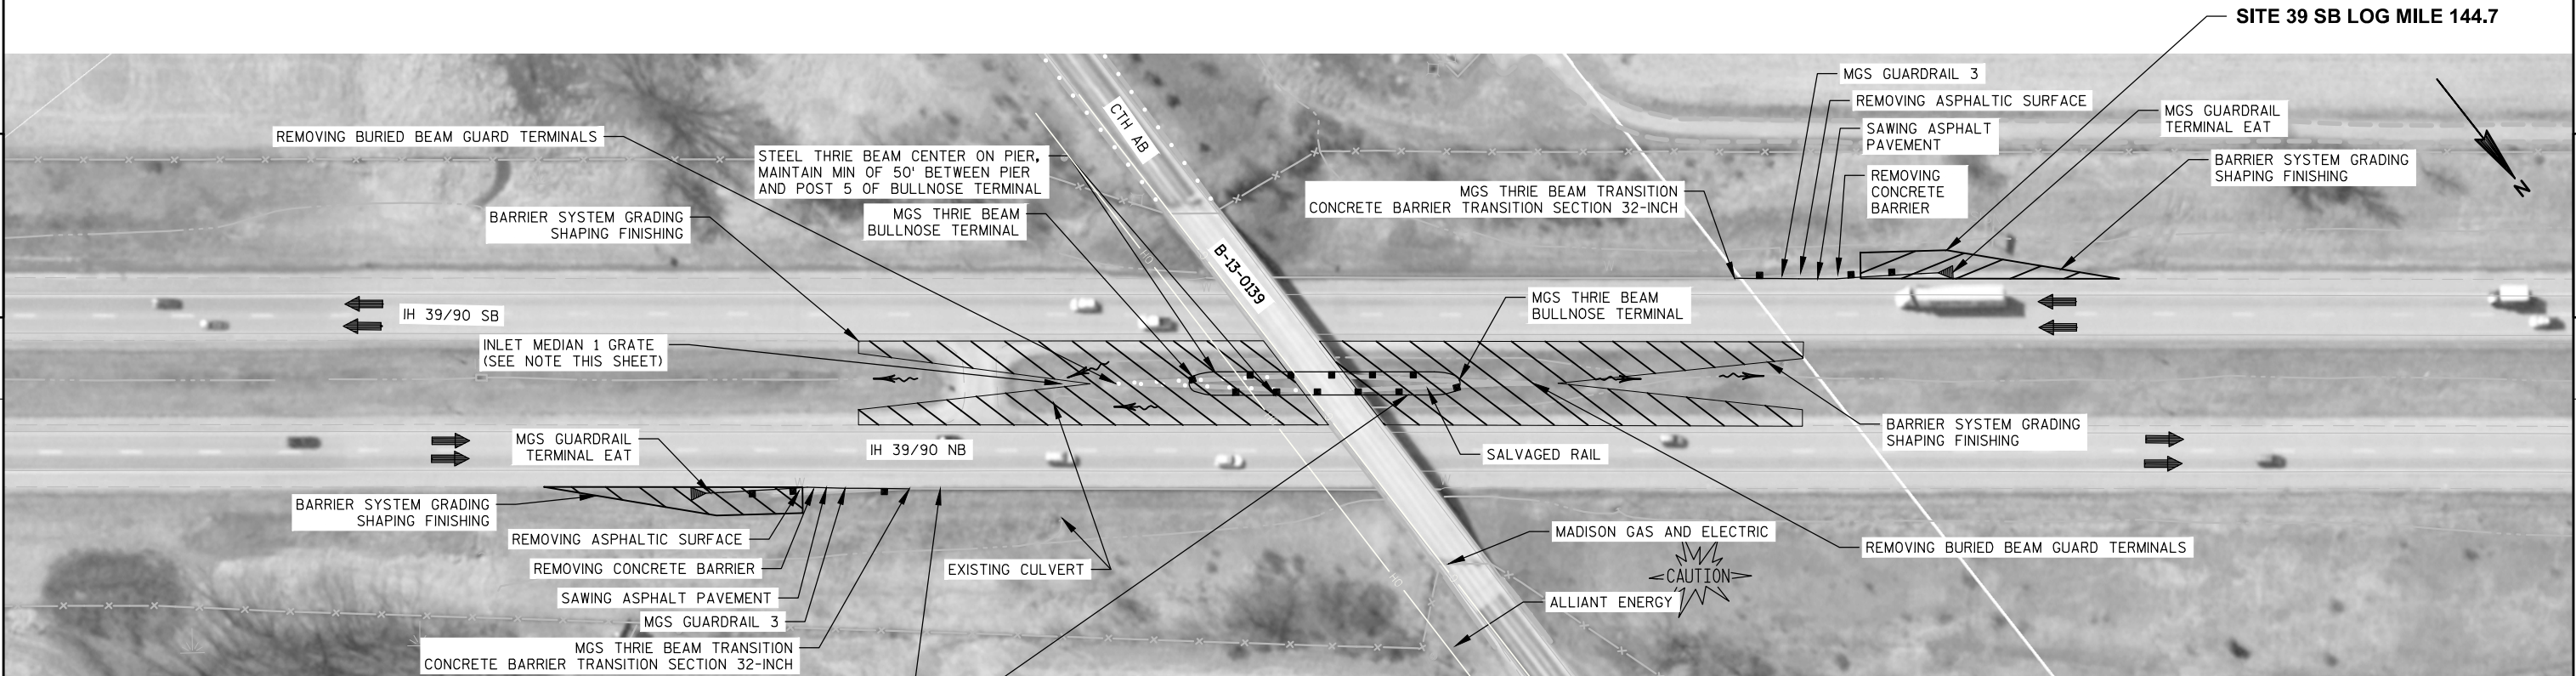 SITE 39 SB LOG MILE 144.7
MGS GUARDRAIL 3
REMOVING ASPHALTIC SURFACE
SAWING ASPHALT
PAVEMENT
REMOVING
CONCRETE
BARRIER
MGS GUARDRAIL
TERMINAL EAT
BARRIER SYSTEM GRADING
SHAPING FINISHING
N
CTH AB
REMOVING BURIED BEAM GUARD TERMINALS
STEEL THRIE BEAM CENTER ON PIER,
MAINTAIN MIN OF 50' BETWEEN PIER
AND POST 5 OF BULLNOSE TERMINAL
MGS THRIE BEAM TRANSITION
CONCRETE BARRIER TRANSITION SECTION 32-INCH
BARRIER SYSTEM GRADING
SHAPING FINISHING
MGS THRIE BEAM
BULLNOSE TERMINAL
HD
B-13-0139
MGS THRIE BEAM
BULLNOSE TERMINAL
IH 39/90 SB
INLET MEDIAN 1 GRATE
(SEE NOTE THIS SHEET)
MGS GUARDRAIL
TERMINAL EAT
IH 39/90 NB
SALVAGED RAIL
BARRIER SYSTEM GRADING
SHAPING FINISHING
BARRIER SYSTEM GRADING
SHAPING FINISHING
REMOVING ASPHALTIC SURFACE
REMOVING CONCRETE BARRIER
SAWING ASPHALT PAVEMENT
MGS GUARDRAIL 3
MGS THRIE BEAM TRANSITION
CONCRETE BARRIER TRANSITION SECTION 32-INCH
EXISTING CULVERT
HD
MADISON GAS AND ELECTRIC
CAUTION
ALLIANT ENERGY
REMOVING BURIED BEAM GUARD TERMINALS